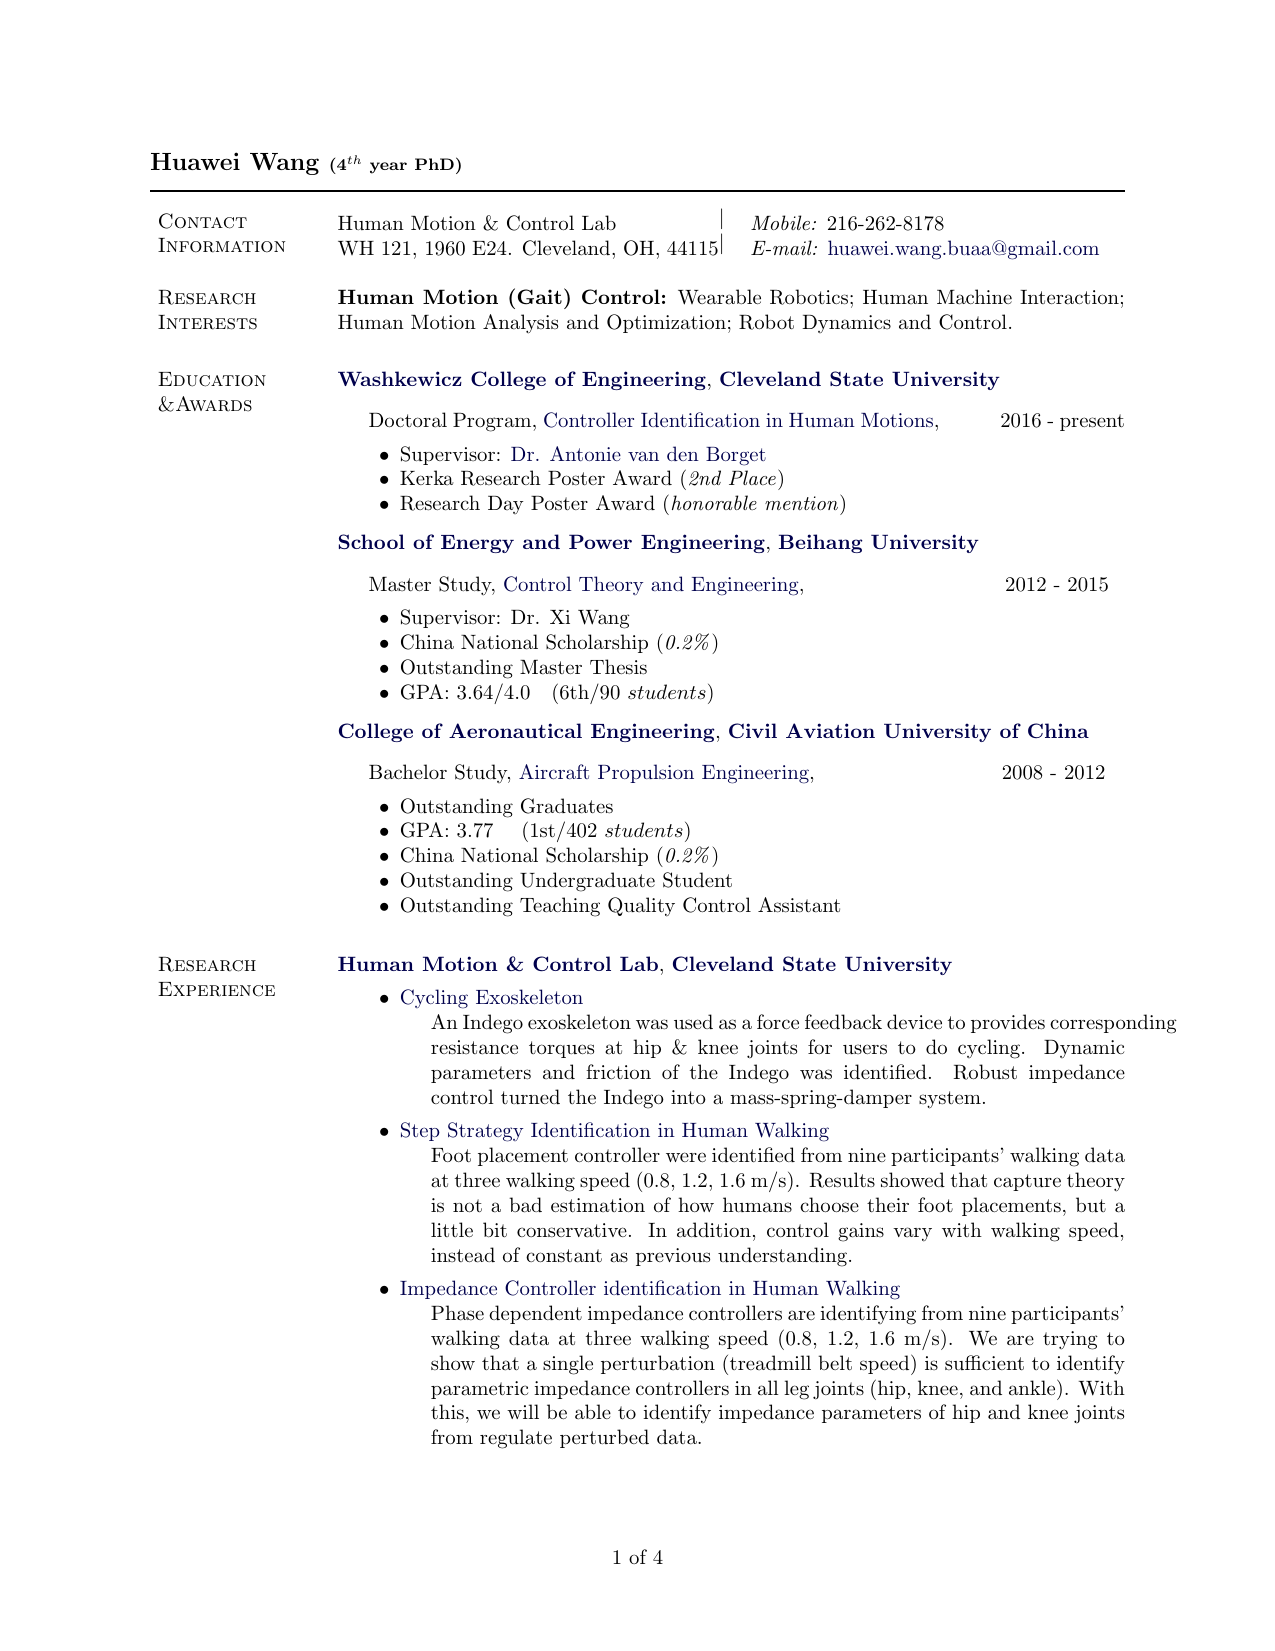 Huawei Wang (4th year PhD)
Contact Information
Human Motion & Control Lab
WH 121, 1960 E24. Cleveland, OH, 44115
Mobile: 216-262-8178
E-mail: huawei.wang.buaa@gmail.com
Research Interests
Human Motion (Gait) Control: Wearable Robotics; Human Machine Interaction;
Human Motion Analysis and Optimization; Robot Dynamics and Control.
Education &Awards
Washkewicz College of Engineering, Cleveland State University
Doctoral Program, Controller Identification in Human Motions, 2016 - present
• Supervisor: Dr. Antonie van den Borget
• Kerka Research Poster Award (2nd Place)
• Research Day Poster Award (honorable mention)
School of Energy and Power Engineering, Beihang University
Master Study, Control Theory and Engineering, 2012 - 2015
• Supervisor: Dr. Xi Wang
• China National Scholarship (0.2%)
• Outstanding Master Thesis
• GPA: 3.64/4.0 (6th/90 students)
College of Aeronautical Engineering, Civil Aviation University of China
Bachelor Study, Aircraft Propulsion Engineering, 2008 - 2012
• Outstanding Graduates
• GPA: 3.77 (1st/402 students)
• China National Scholarship (0.2%)
• Outstanding Undergraduate Student
• Outstanding Teaching Quality Control Assistant
Research Experience
Human Motion & Control Lab, Cleveland State University
• Cycling Exoskeleton
An Indego exoskeleton was used as a force feedback device to provides corresponding
resistance torques at hip & knee joints for users to do cycling. Dynamic
parameters and friction of the Indego was identified. Robust impedance
control turned the Indego into a mass-spring-damper system.
• Step Strategy Identification in Human Walking
Foot placement controller were identified from nine participants' walking data
at three walking speed (0.8, 1.2, 1.6 m/s). Results showed that capture theory
is not a bad estimation of how humans choose their foot placements, but a
little bit conservative. In addition, control gains vary with walking speed,
instead of constant as previous understanding.
• Impedance Controller identification in Human Walking
Phase dependent impedance controllers are identifying from nine participants'
walking data at three walking speed (0.8, 1.2, 1.6 m/s). We are trying to
show that a single perturbation (treadmill belt speed) is sufficient to identify
parametric impedance controllers in all leg joints (hip, knee, and ankle). With
this, we will be able to identify impedance parameters of hip and knee joints
from regulate perturbed data.
1 of 4